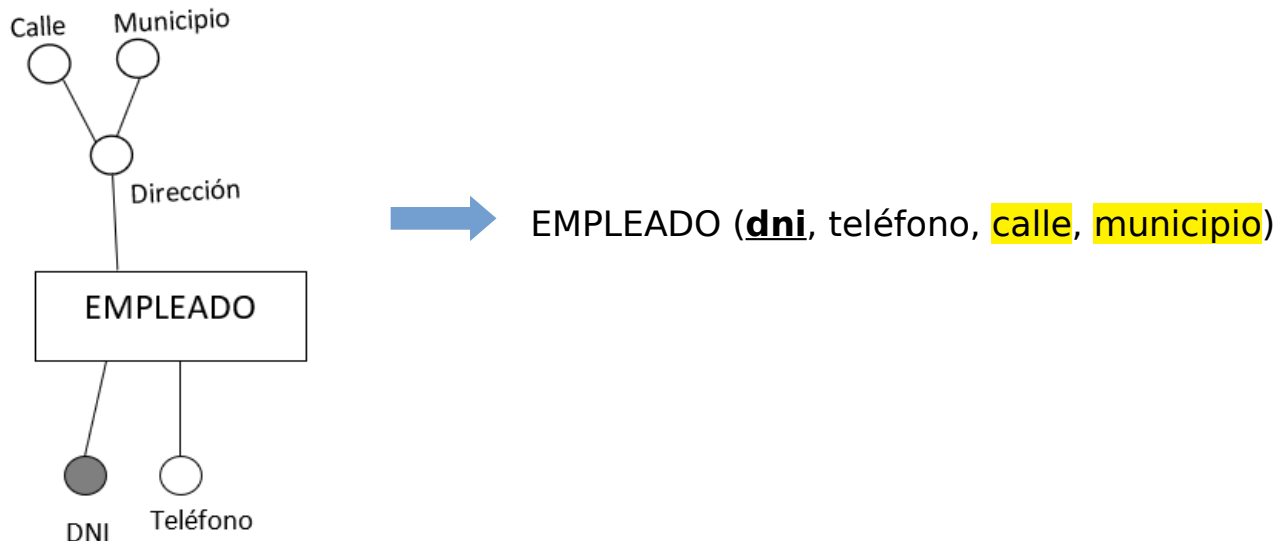 Calle Municipio
Dirección
EMPLEADO (dni, teléfono, calle, municipio)
EMPLEADO
DNI Teléfono